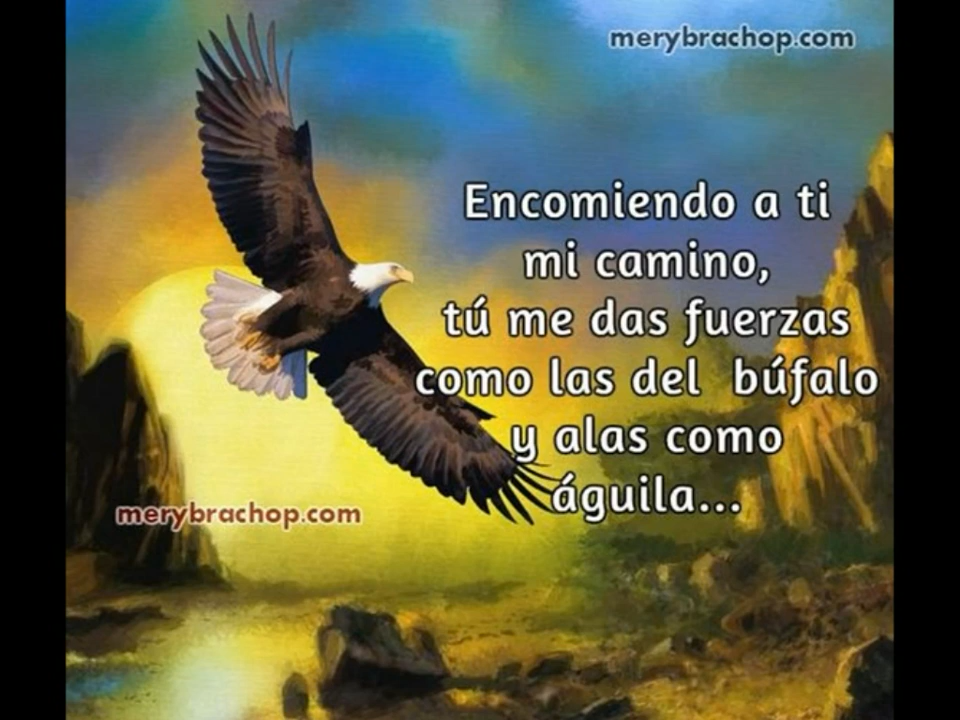 merybrachop.com
Encomiendo a ti
mi camino,
tú me das fuerzas
como las del búfalo
y alas como
águila...
merybrachop.com